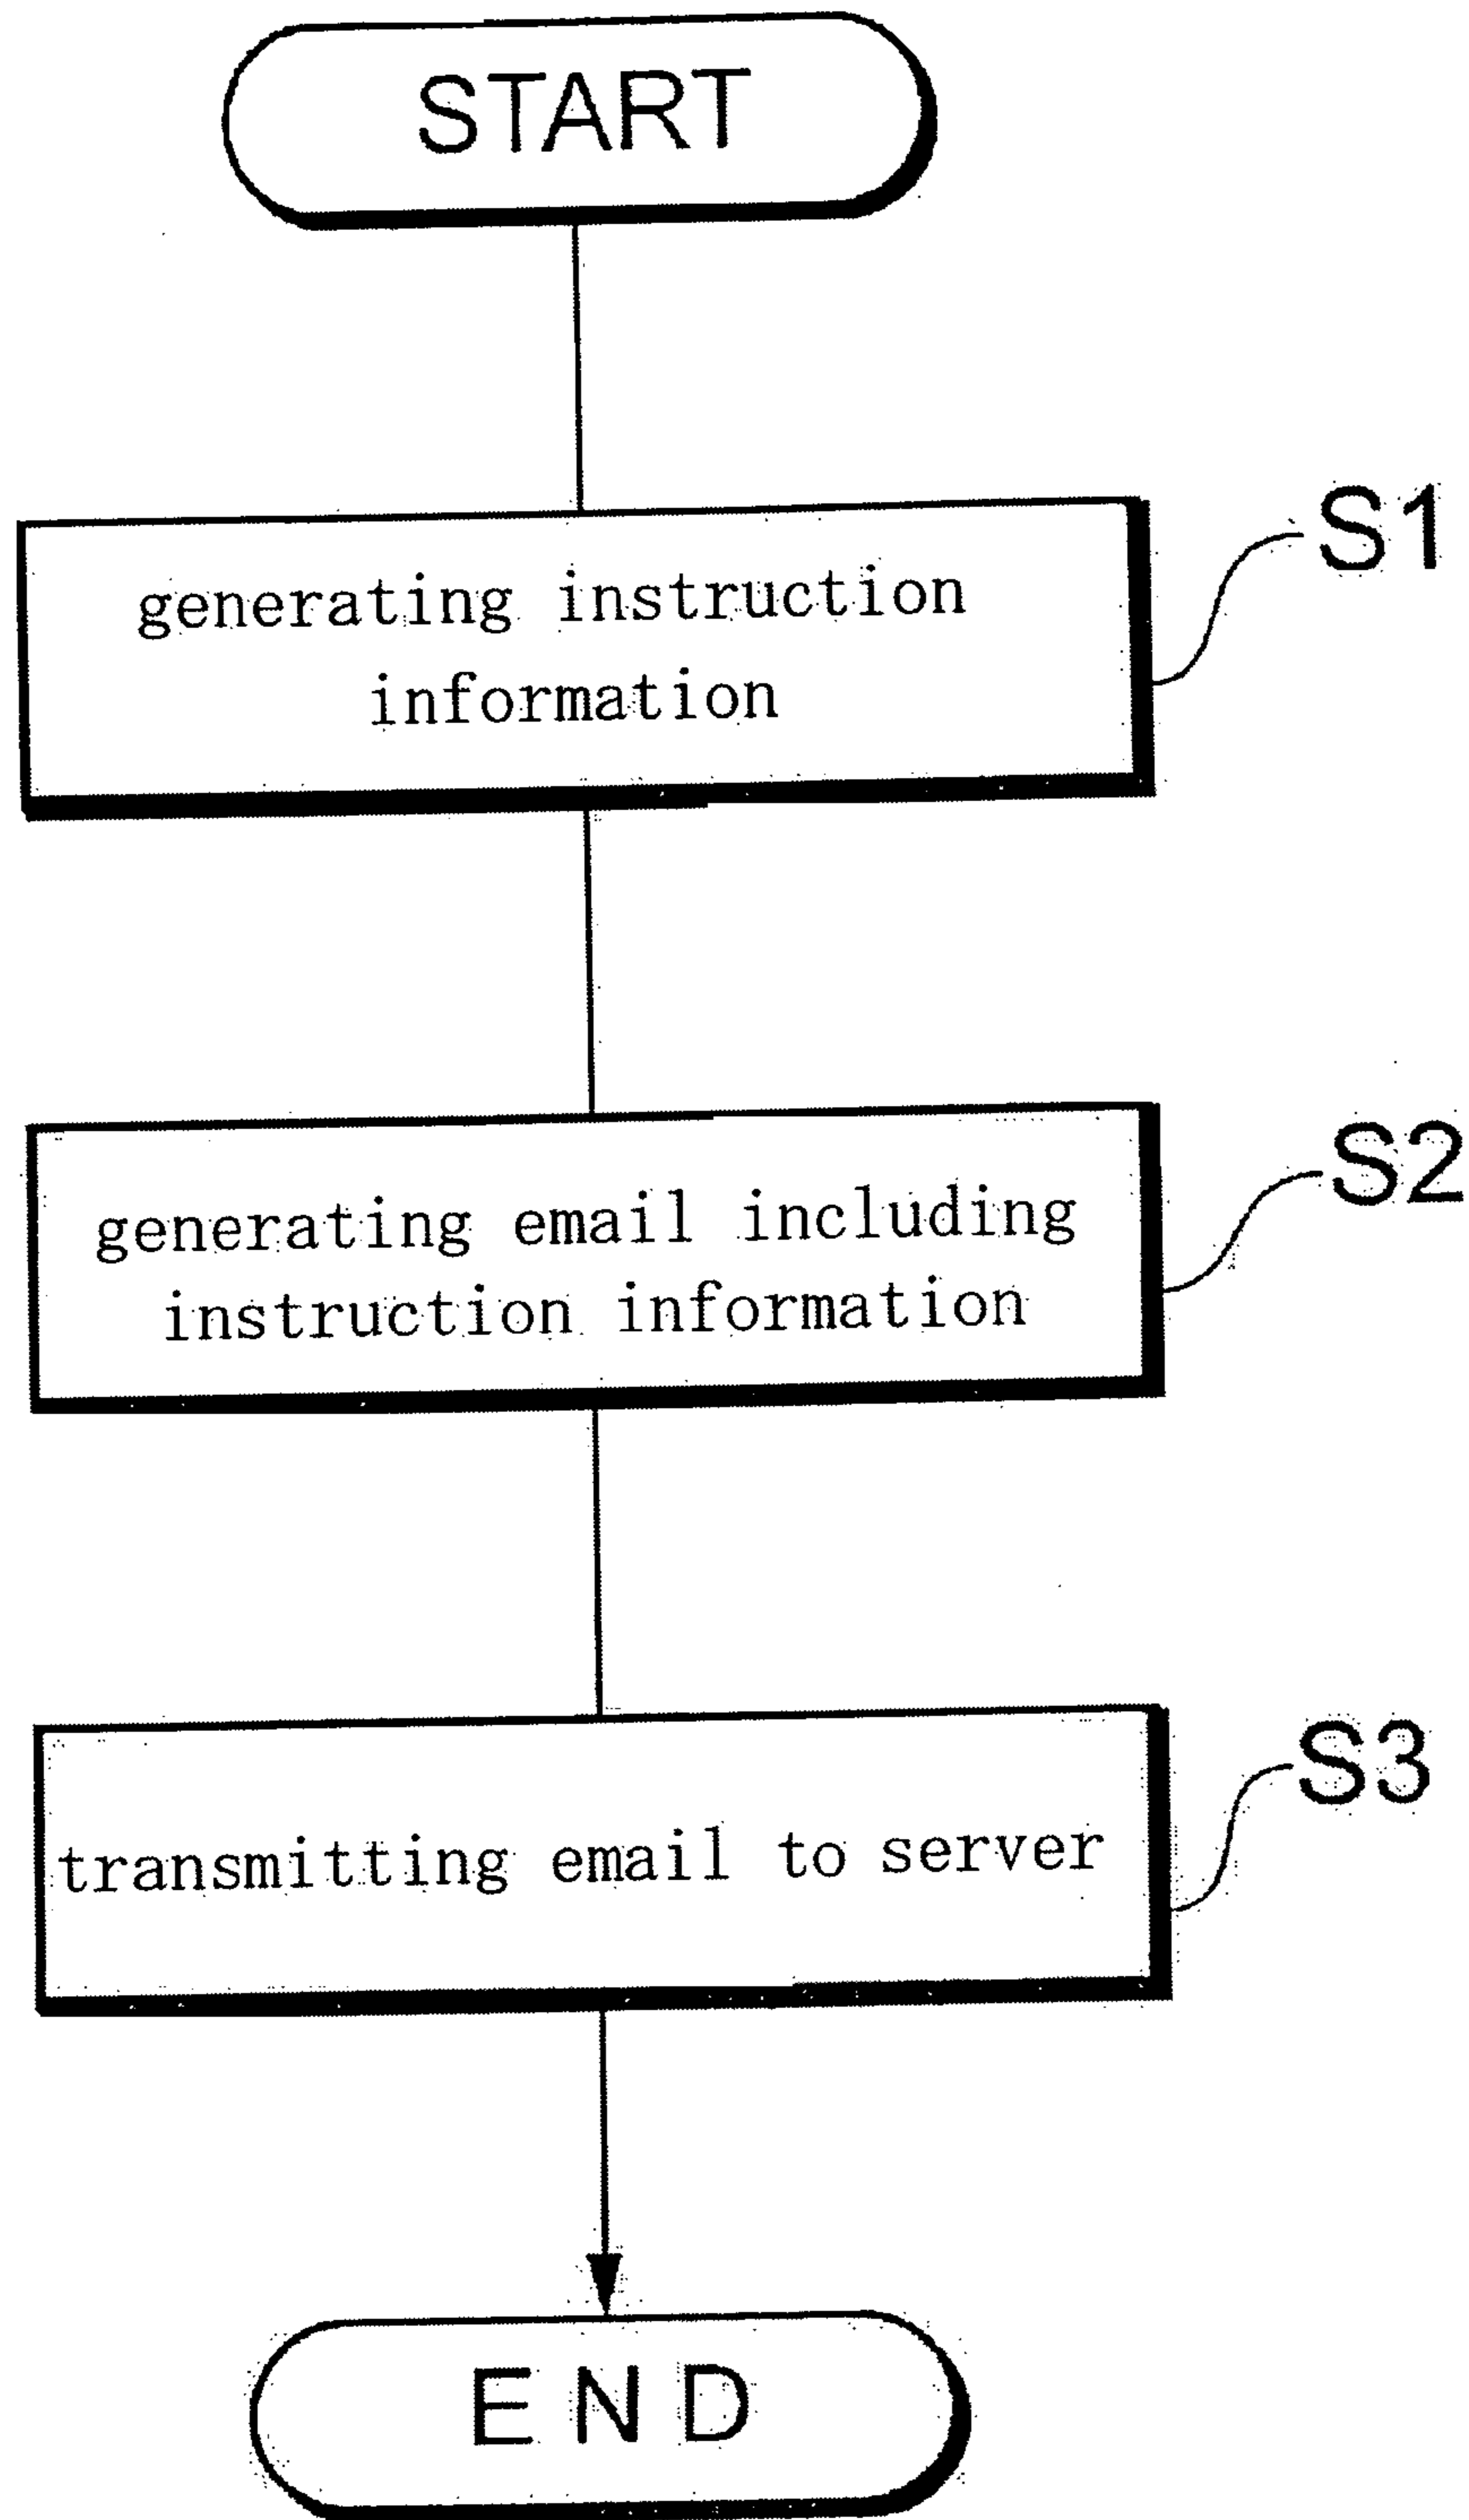 START
generating instruction
information
S1
generating email including
instruction information
S2
transmitting email to server
S3
END